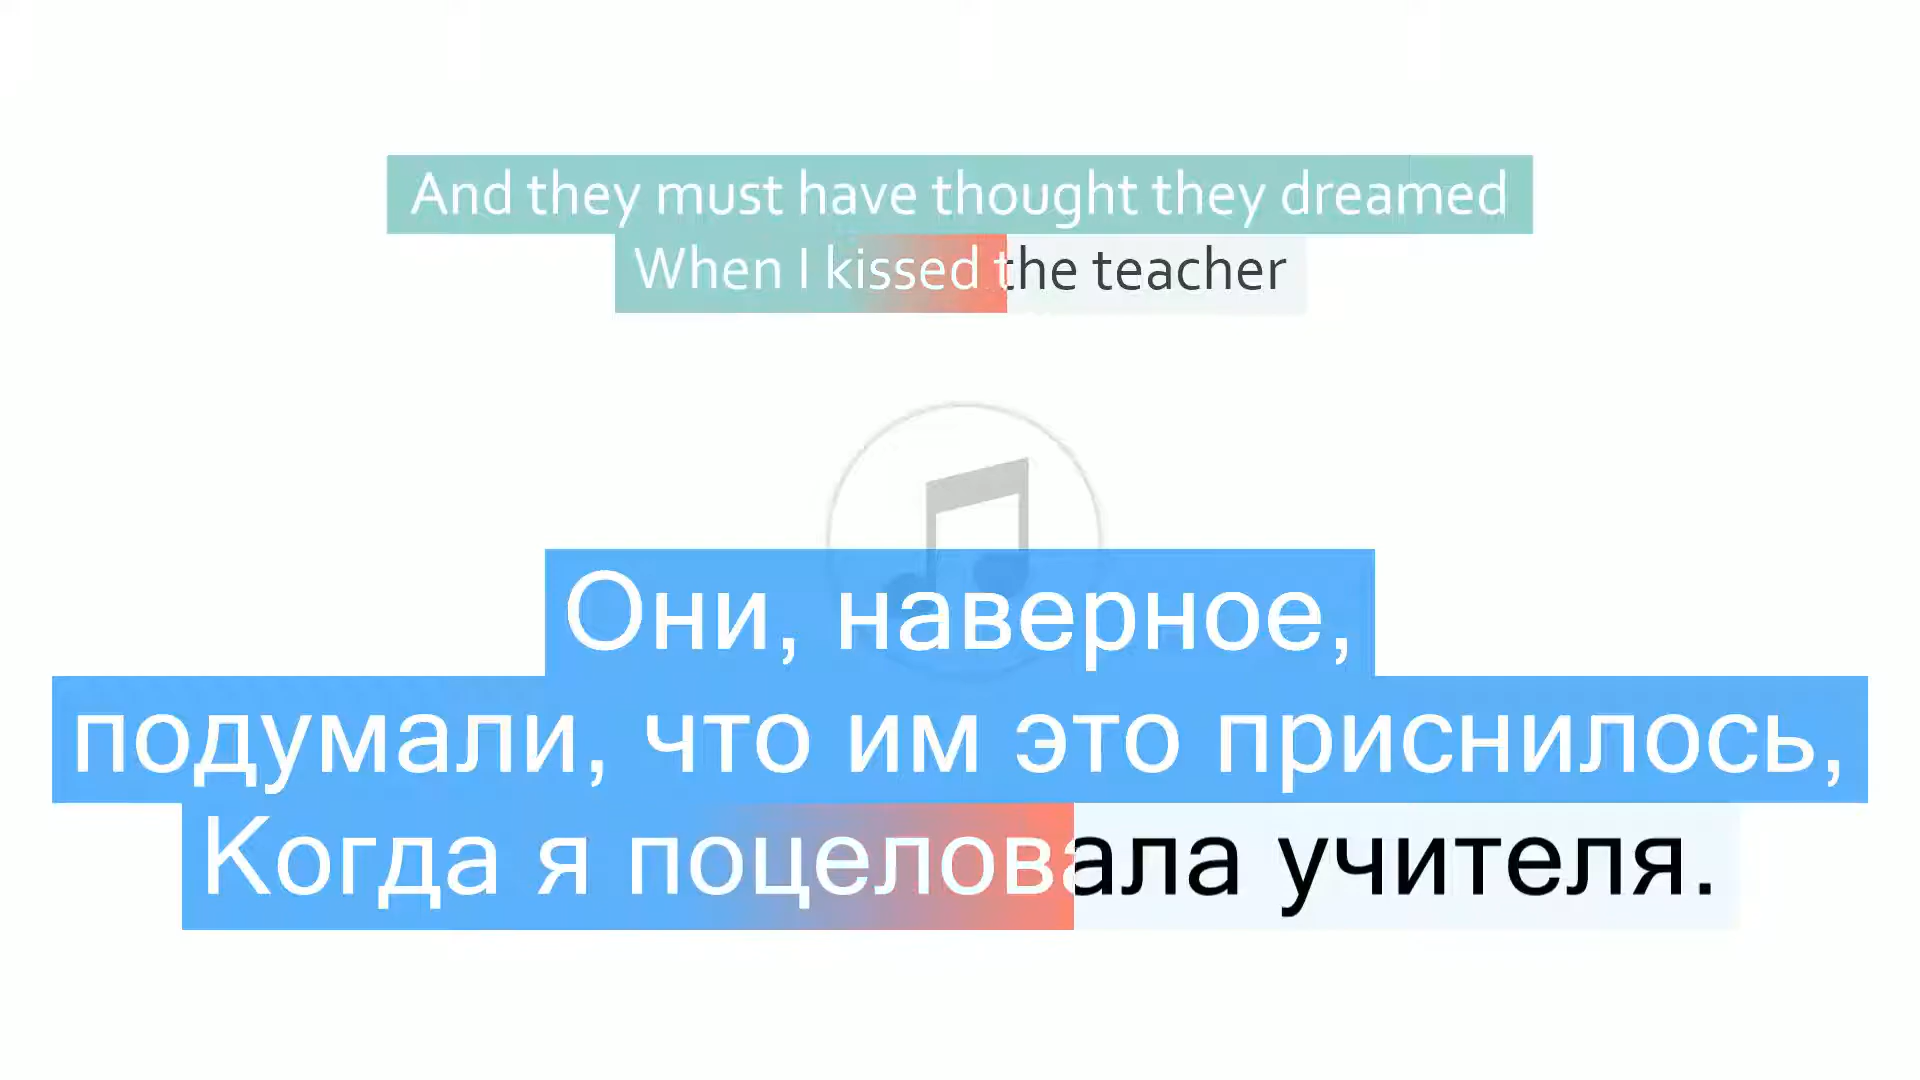 And they must have thought they dreamed
When I kissed the teacher
Они, наверное,
подумали, что им это приснилось,
Когда я поцеловала учителя.